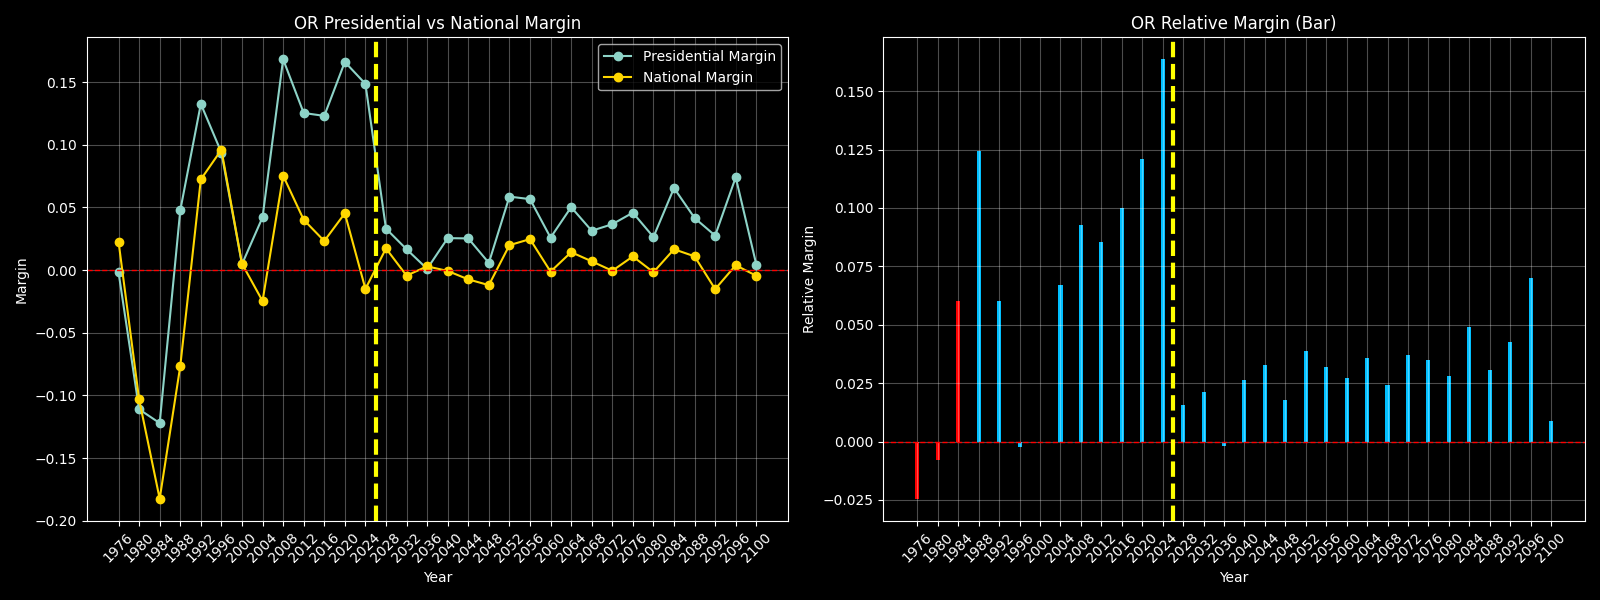 OR Presidential vs National Margin
Presidential Margin
National Margin
Margin
0.15
0.10
0.05
0.00
−0.05
−0.10
−0.15
−0.20
1976 1980 1984 1988 1992 1996 2000 2004 2008 2012 2016 2020 2024 2028 2032 2036 2040 2044 2048 2052 2056 2060 2064 2068 2072 2076 2080 2084 2088 2092 2096 2100
Year
OR Relative Margin (Bar)
Relative Margin
0.150
0.125
0.100
0.075
0.050
0.025
0.000
−0.025
1976 1980 1984 1988 1992 1996 2000 2004 2008 2012 2016 2020 2024 2028 2032 2036 2040 2044 2048 2052 2056 2060 2064 2068 2072 2076 2080 2084 2088 2092 2096 2100
Year